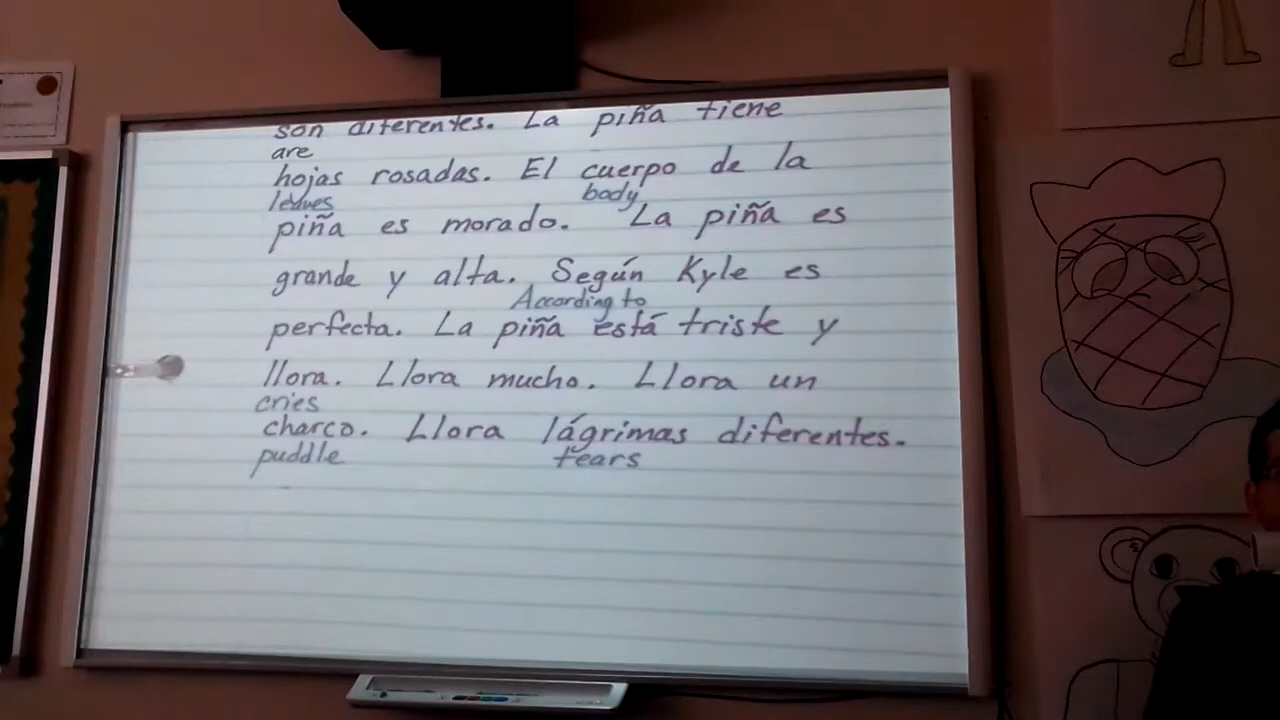 son diferentes. La piña tiene
are
hojas rosadas. El cuerpo de la
leaves body
piña es morado. La piña es
grande y alta. Según Kyle es
According to
perfecta. La piña está triste y
llora. Llora mucho. Llora un
cries
charco. Llora lágrimas diferentes.
puddle tears